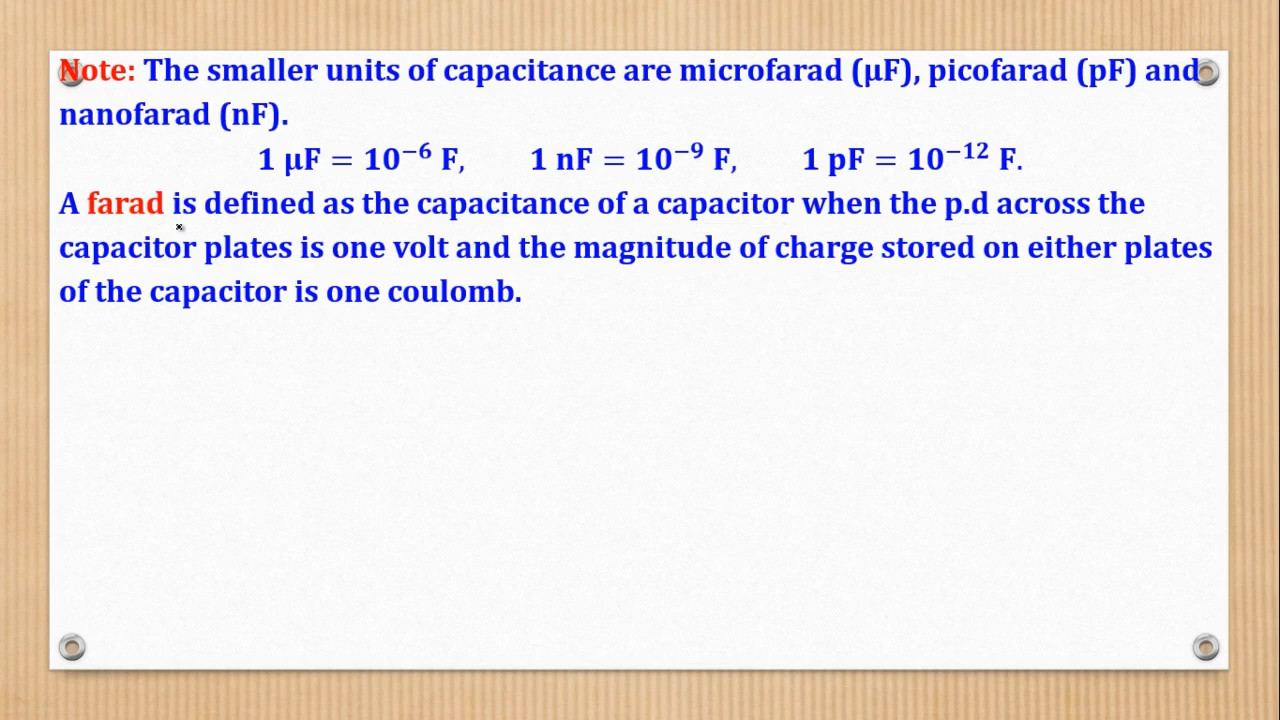 Note: The smaller units of capacitance are microfarad (μF), picofarad (pF) and
nanofarad (nF).
1 μF = 10⁻⁶ F, 1 nF = 10⁻⁹ F, 1 pF = 10⁻¹² F.
A farad is defined as the capacitance of a capacitor when the p.d across the
capacitor plates is one volt and the magnitude of charge stored on either plates
of the capacitor is one coulomb.